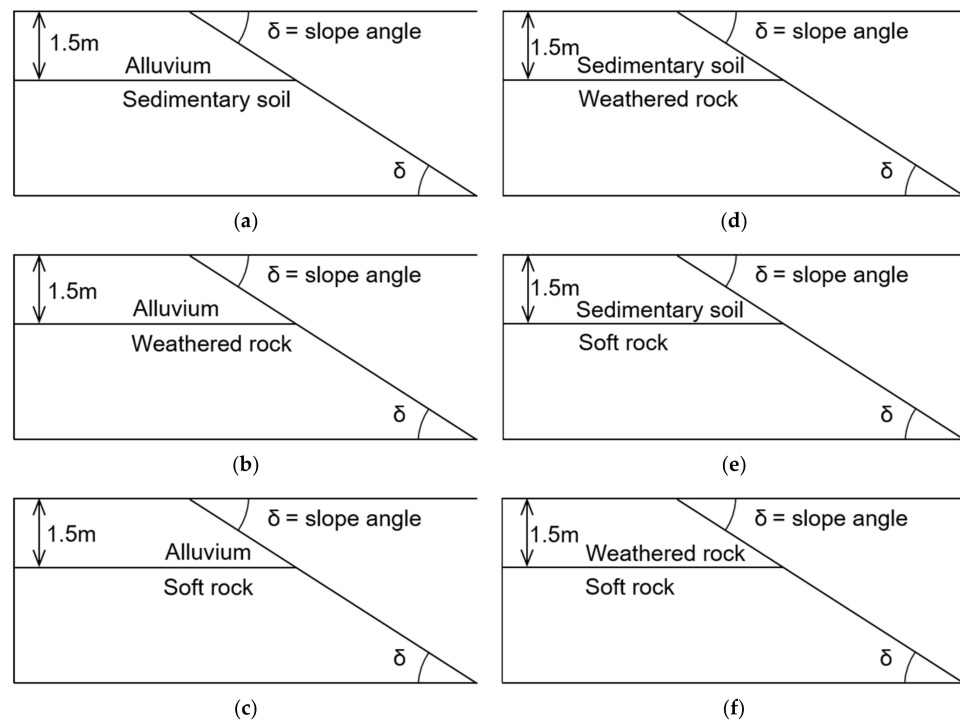 δ = slope angle
1.5m
Alluvium
Sedimentary soil
δ
(a)
δ = slope angle
1.5m
Sedimentary soil
Weathered rock
δ
(d)
δ = slope angle
1.5m
Alluvium
Weathered rock
δ
(b)
δ = slope angle
1.5m
Sedimentary soil
Soft rock
δ
(e)
δ = slope angle
1.5m
Alluvium
Soft rock
δ
(c)
δ = slope angle
1.5m
Weathered rock
Soft rock
δ
(f)